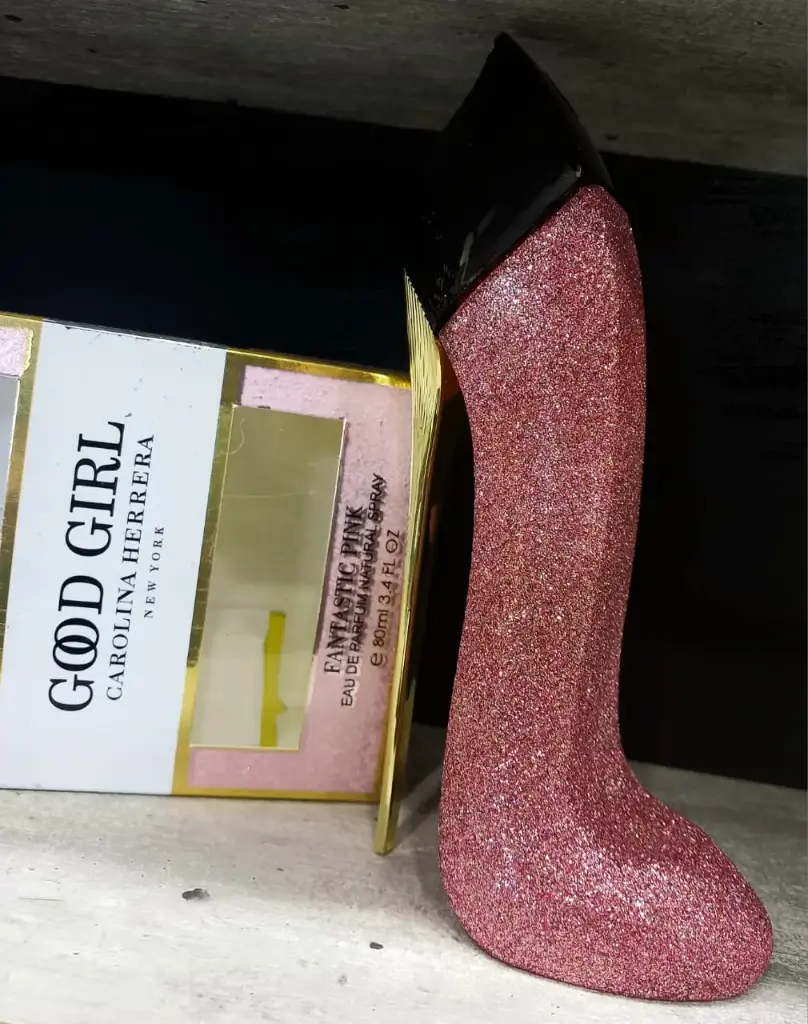 GOOD GIRL
CAROLINA HERRERA
NEW YORK
FANTASTIC PINK
EAU DE PARFUM NATURAL SPRAY
e 80ml 3.4 FL OZ